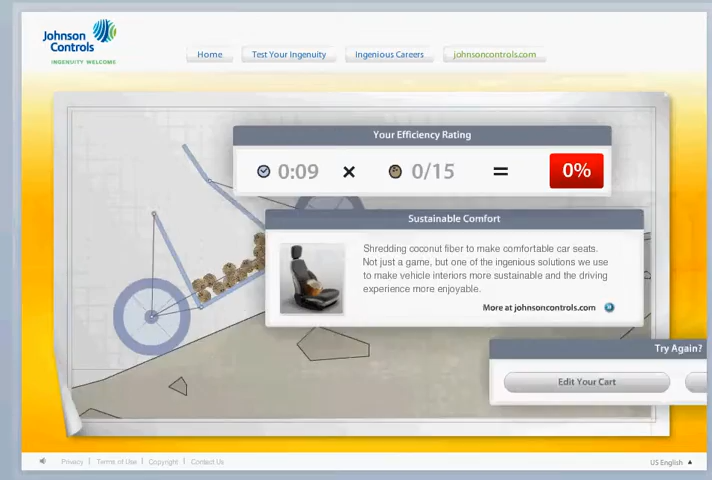 Johnson
Controls
INGENUITY WELCOME
Home
Test Your Ingenuity
Ingenious Careers
johnsoncontrols.com
Your Efficiency Rating
0:09 × 0/15 = 0%
Sustainable Comfort
Shredding coconut fiber to make comfortable car seats.
Not just a game, but one of the ingenious solutions we use
to make vehicle interiors more sustainable and the driving
experience more enjoyable.
More at johnsoncontrols.com
Try Again?
Edit Your Cart
Privacy | Terms of Use | Copyright | Contact Us
US English